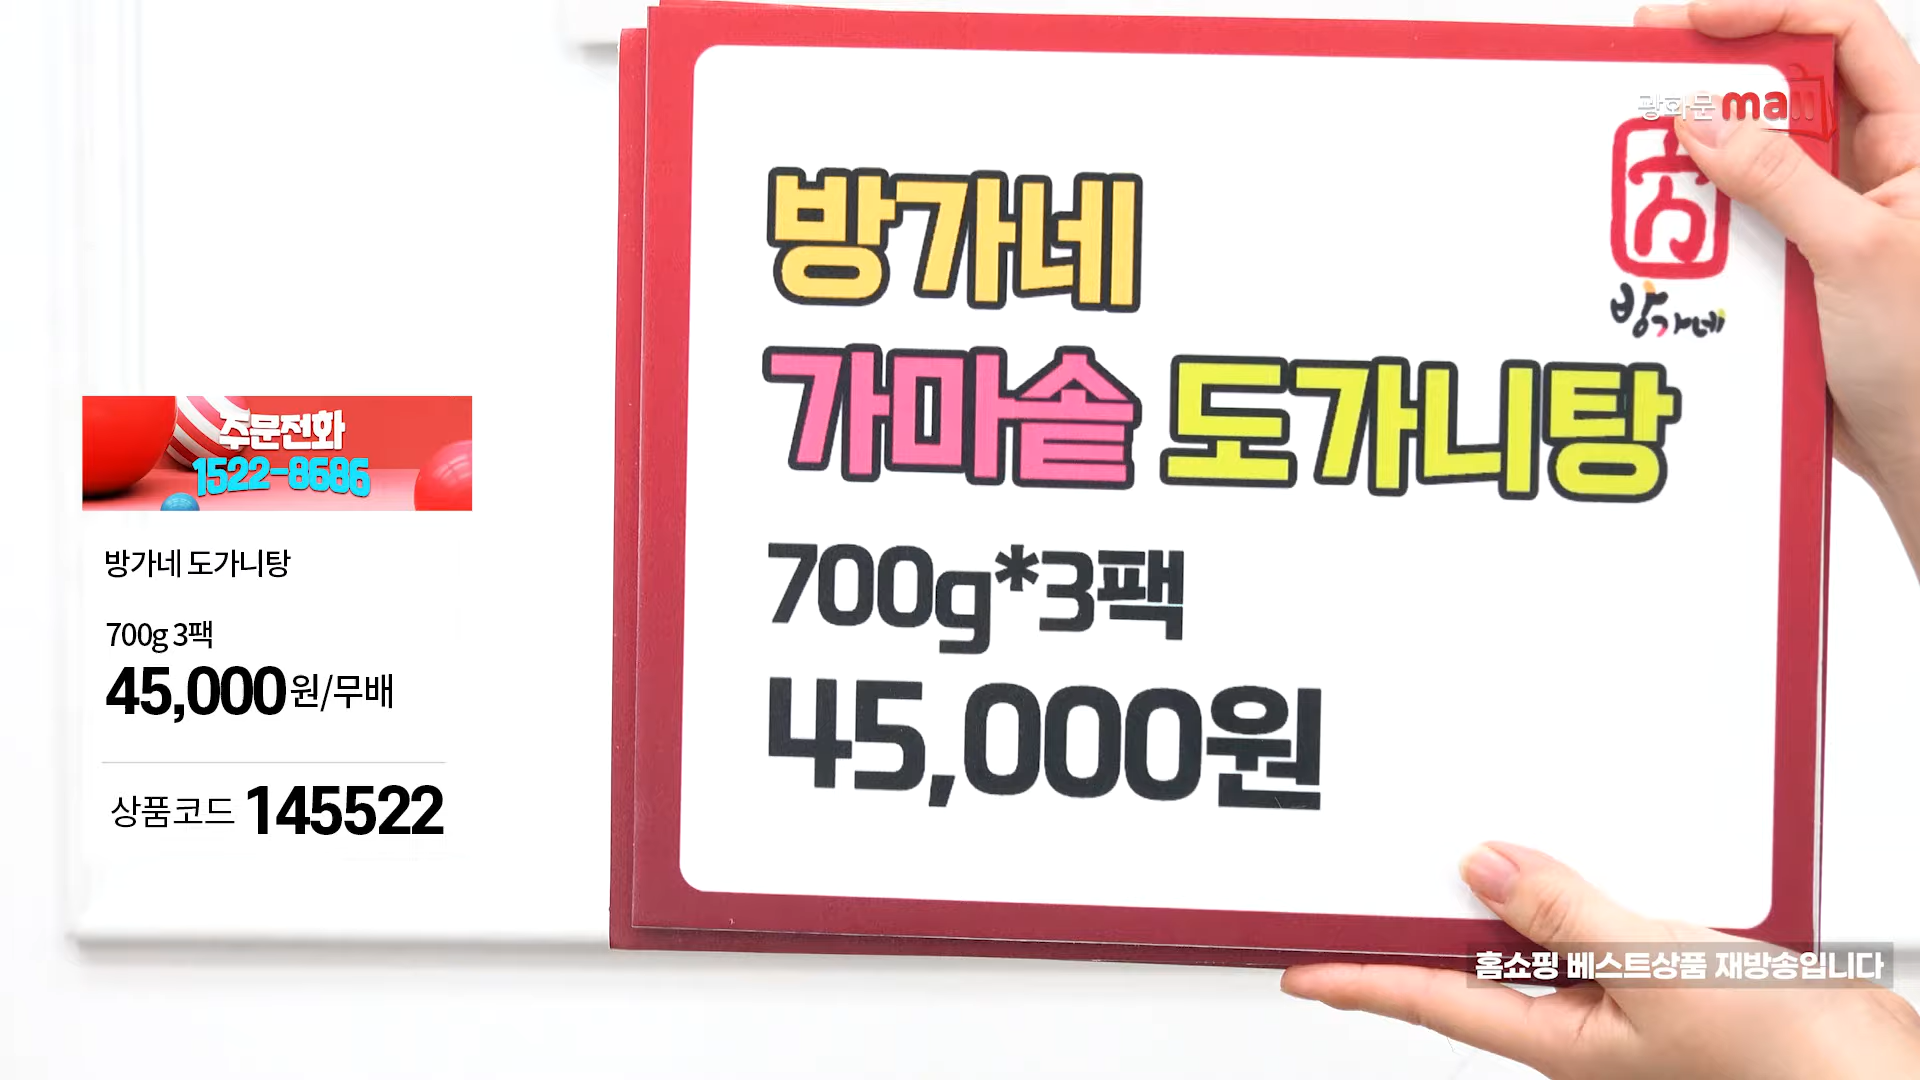 광화문 mall
방가네
방가네
가마솥 도가니탕
700g*3팩
45,000원
주문전화
1522-8686
방가네 도가니탕
700g 3팩
45,000원/무배
상품코드 145522
홈쇼핑 베스트상품 재방송입니다